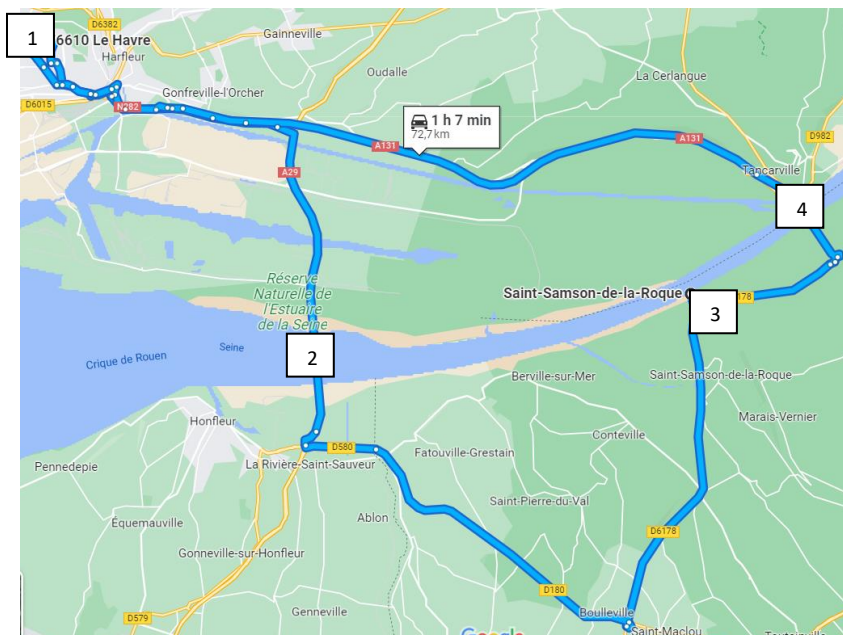 D6382
1
6610 Le Havre
Gainneville
Harfleur
Oudalle
La Cerlangue
Gonfreville-l'Orcher
D6015
N282
1 h 7 min
72,7 km
D982
A131
A131
A29
Tancarville
4
Réserve
Naturelle de
l'Estuaire
de la Seine
Saint-Samson-de-la-Roque
178
3
Crique de Rouen
Seine
2
Berville-sur-Mer
Saint-Samson-de-la-Roque
Honfleur
Marais-Vernier
Conteville
D580
Fatouville-Grestain
La Rivière-Saint-Sauveur
Pennedepie
Saint-Pierre-du-Val
Ablon
Équemauville
D6178
Gonneville-sur-Honfleur
D180
Genneville
Boulleville
D579
Saint-Maclou
Google